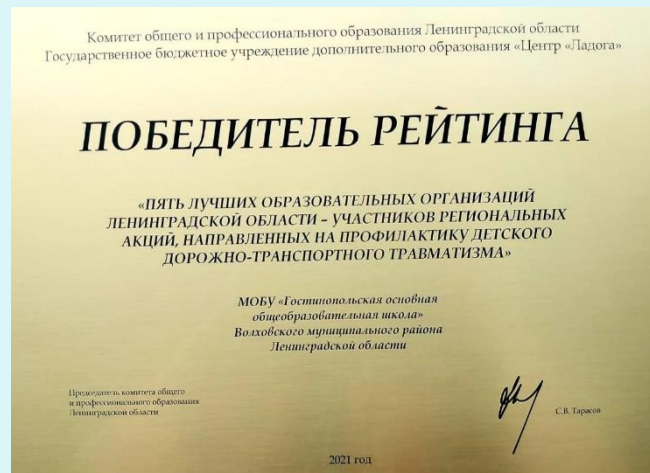 Комитет общего и профессионального образования Ленинградской области
Государственное бюджетное учреждение дополнительного образования «Центр «Ладога»
ПОБЕДИТЕЛЬ РЕЙТИНГА
«ПЯТЬ ЛУЧШИХ ОБРАЗОВАТЕЛЬНЫХ ОРГАНИЗАЦИЙ
ЛЕНИНГРАДСКОЙ ОБЛАСТИ – УЧАСТНИКОВ РЕГИОНАЛЬНЫХ
АКЦИЙ, НАПРАВЛЕННЫХ НА ПРОФИЛАКТИКУ ДЕТСКОГО
ДОРОЖНО-ТРАНСПОРТНОГО ТРАВМАТИЗМА»
МОБУ «Гостинопольская основная
общеобразовательная школа»
Волховского муниципального района
Ленинградской области
Председатель комитета общего
и профессионального образования
Ленинградской области
С.В. Тарасов
2021 год